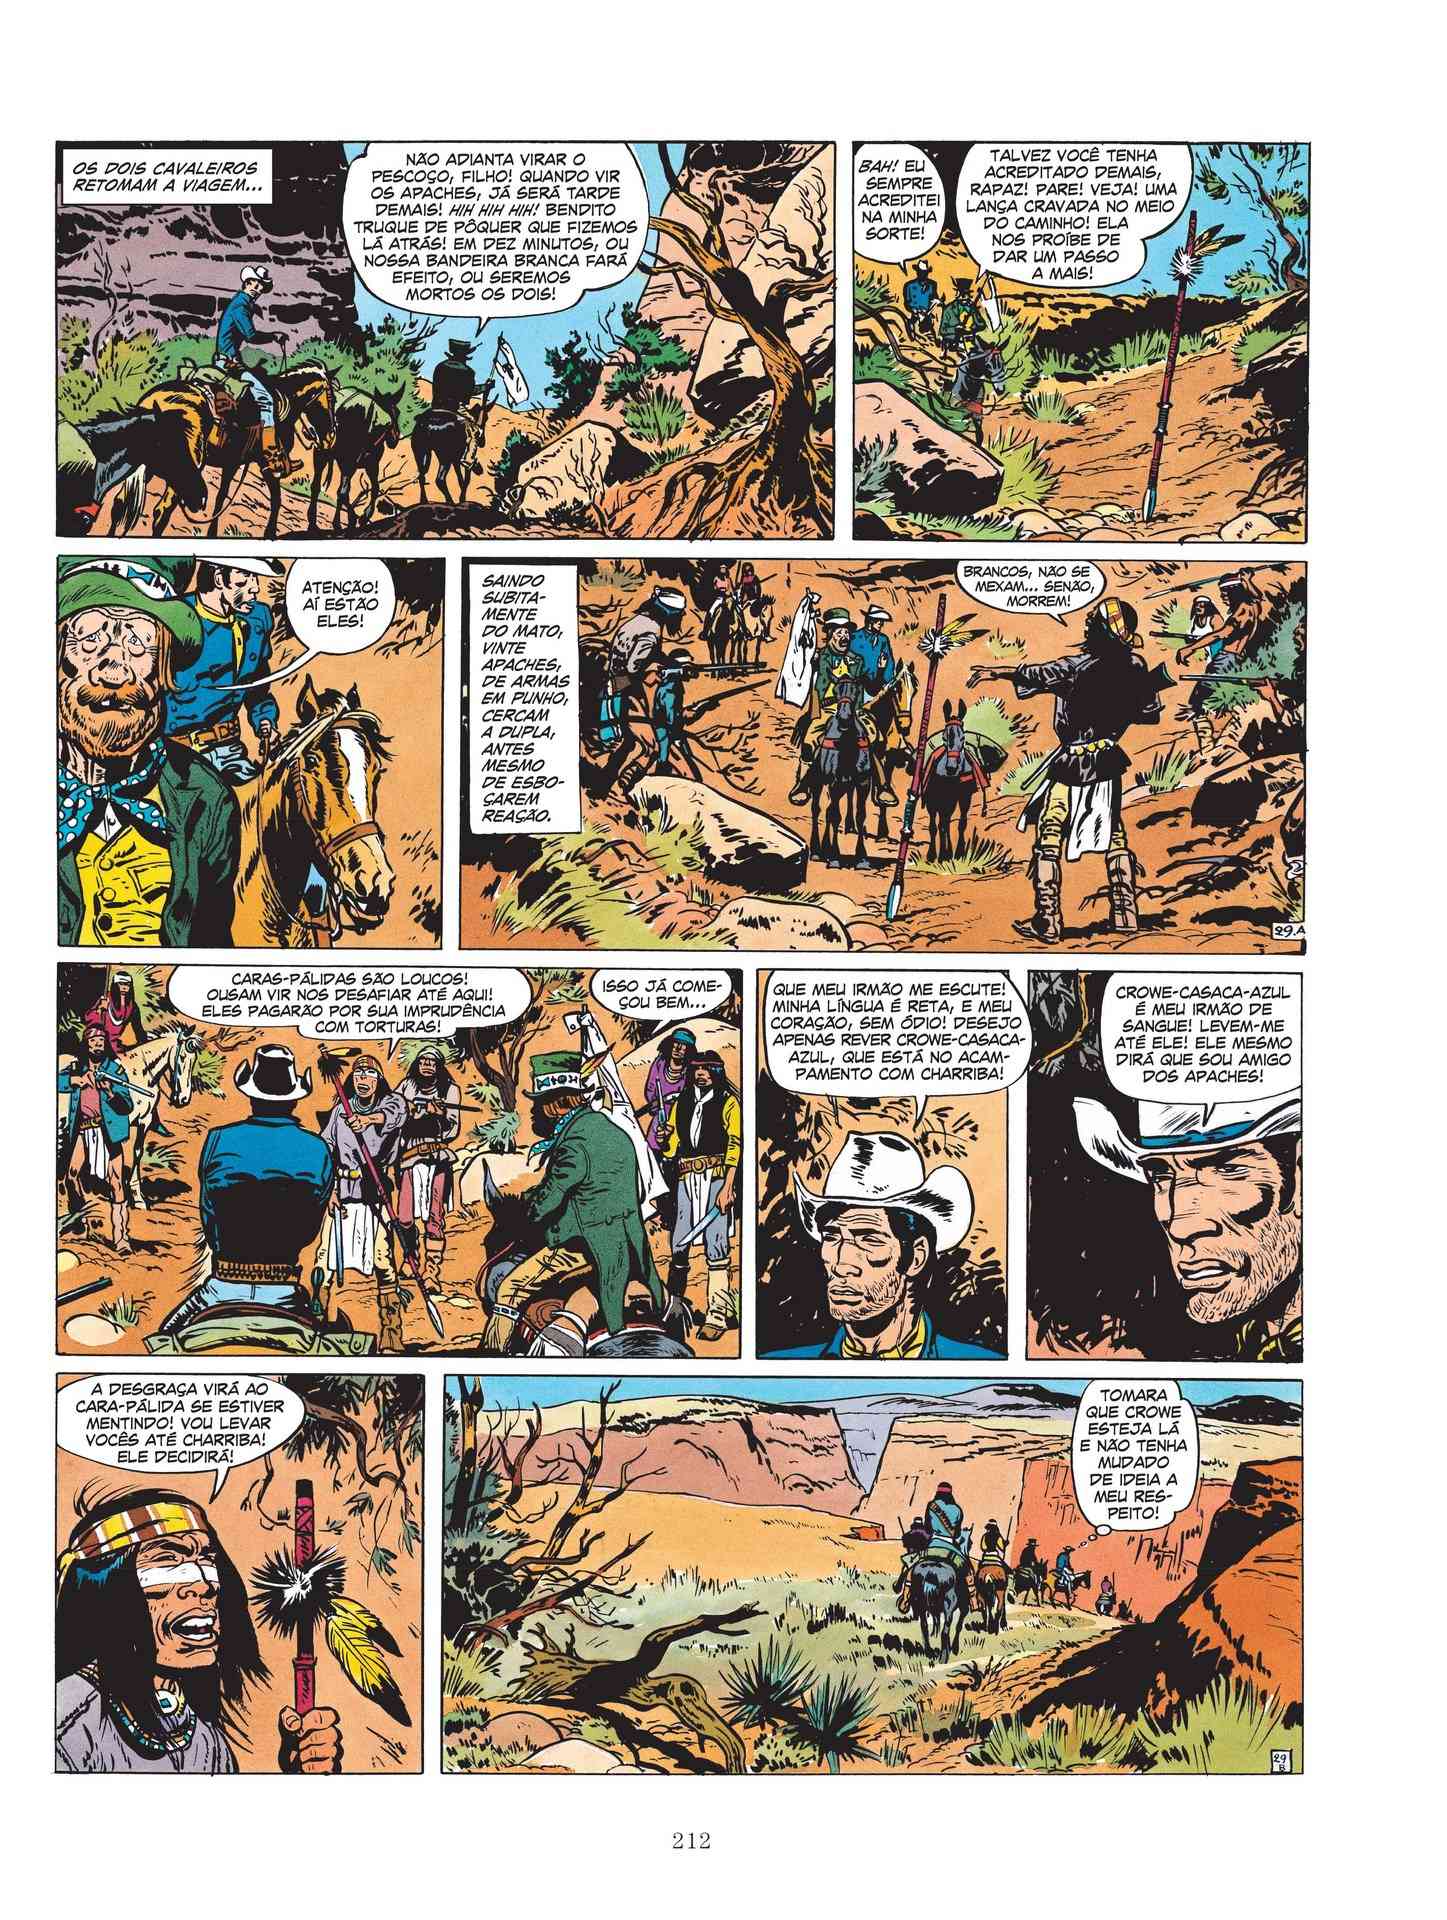 OS DOIS CAVALEIROS
RETOMAM A VIAGEM...
NÃO ADIANTA VIRAR O
PESCOÇO, FILHO! QUANDO VIR
OS APACHES, JÁ SERÁ TARDE
DEMAIS! HIH HIH HIH! BENDITO
TRUQUE DE PÔQUER QUE FIZEMOS
LÁ ATRÁS! EM DEZ MINUTOS, OU
NOSSA BANDEIRA BRANCA FARÁ
EFEITO, OU SEREMOS
MORTOS OS DOIS!
BAH! EU
SEMPRE
ACREDITEI
NA MINHA
SORTE!
TALVEZ VOCÊ TENHA
ACREDITADO DEMAIS,
RAPAZ! PARE! VEJA! UMA
LANÇA CRAVADA NO MEIO
DO CAMINHO! ELA
NOS PROÍBE DE
DAR UM PASSO
A MAIS!
ATENÇÃO!
AÍ ESTÃO
ELES!
SAINDO
SUBITA-
MENTE
DO MATO,
VINTE
APACHES,
DE ARMAS
EM PUNHO,
CERCAM
A DUPLA,
ANTES
MESMO
DE ESBO-
ÇAREM
REAÇÃO.
BRANCOS, NÃO SE
MEXAM... SENÃO,
MORREM!
29.A
CARAS-PÁLIDAS SÃO LOUCOS!
OUSAM VIR NOS DESAFIAR ATÉ AQUI!
ELES PAGARÃO POR SUA IMPRUDÊNCIA
COM TORTURAS!
ISSO JÁ COME-
ÇOU BEM...
QUE MEU IRMÃO ME ESCUTE!
MINHA LÍNGUA É RETA, E MEU
CORAÇÃO, SEM ÓDIO! DESEJO
APENAS REVER CROWE-CASACA-
AZUL, QUE ESTÁ NO ACAM-
PAMENTO COM CHARRIBA!
CROWE-CASACA-AZUL
É MEU IRMÃO DE
SANGUE! LEVEM-ME
ATÉ ELE! ELE MESMO
DIRÁ QUE SOU AMIGO
DOS APACHES!
A DESGRAÇA VIRÁ AO
CARA-PÁLIDA SE ESTIVER
MENTINDO! VOU LEVAR
VOCÊS ATÉ CHARRIBA!
ELE DECIDIRÁ!
TOMARA
QUE CROWE
ESTEJA LÁ
E NÃO TENHA
MUDADO
DE IDEIA A
MEU RES-
PEITO!
29
B
212